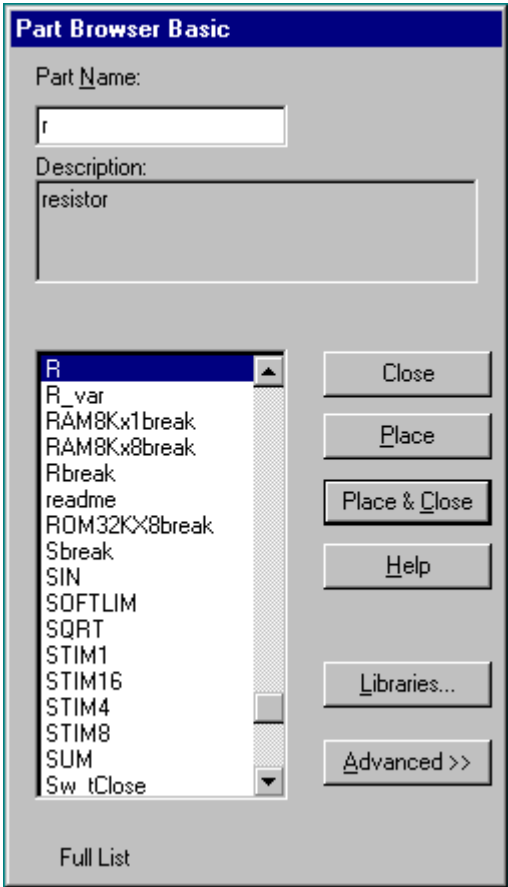 Part Browser Basic
Part Name:
r
Description:
resistor
R
R_var
RAM8Kx1break
RAM8Kx8break
Rbreak
readme
ROM32KX8break
Sbreak
SIN
SOFTLIM
SQRT
STIM1
STIM16
STIM4
STIM8
SUM
Sw_tClose
Close
Place
Place & Close
Help
Libraries...
Advanced >>
Full List